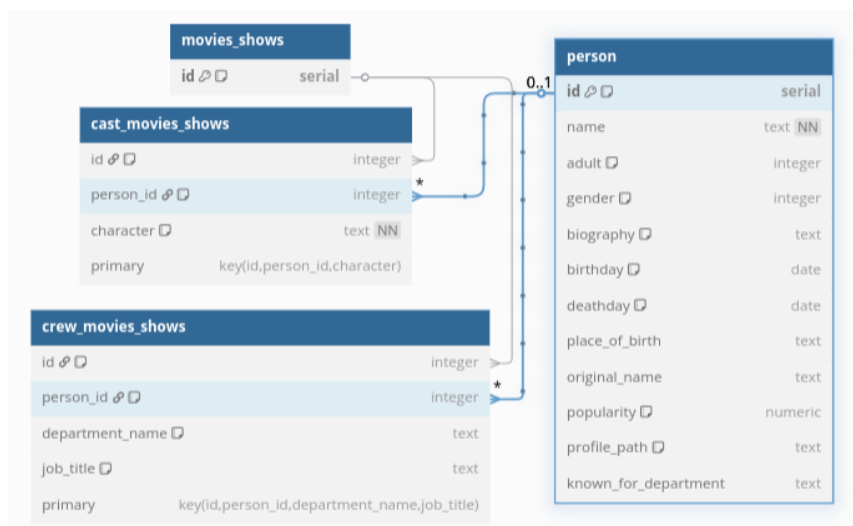 movies_shows
id serial
cast_movies_shows
id integer
person_id integer
character text NN
primary key(id,person_id,character)
crew_movies_shows
id integer
person_id integer
department_name text
job_title text
primary key(id,person_id,department_name,job_title)
*
*
0..1
person
id serial
name text NN
adult integer
gender integer
biography text
birthday date
deathday date
place_of_birth text
original_name text
popularity numeric
profile_path text
known_for_department text